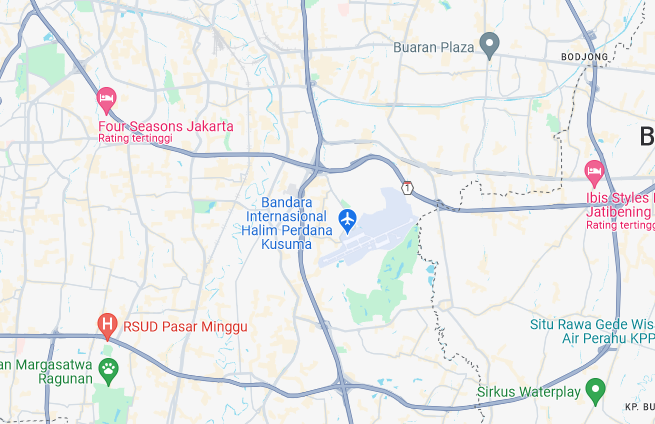 Buaran Plaza
BODJONG
Four Seasons Jakarta
Rating tertinggi
B
1
Ibis Styles
Jatibening
Rating tertingg
Bandara
Internasional
Halim Perdana
Kusuma
H
RSUD Pasar Minggu
Situ Rawa Gede Wis
Air Perahu KPP
an Margasatwa
Ragunan
Sirkus Waterplay
KP. BU